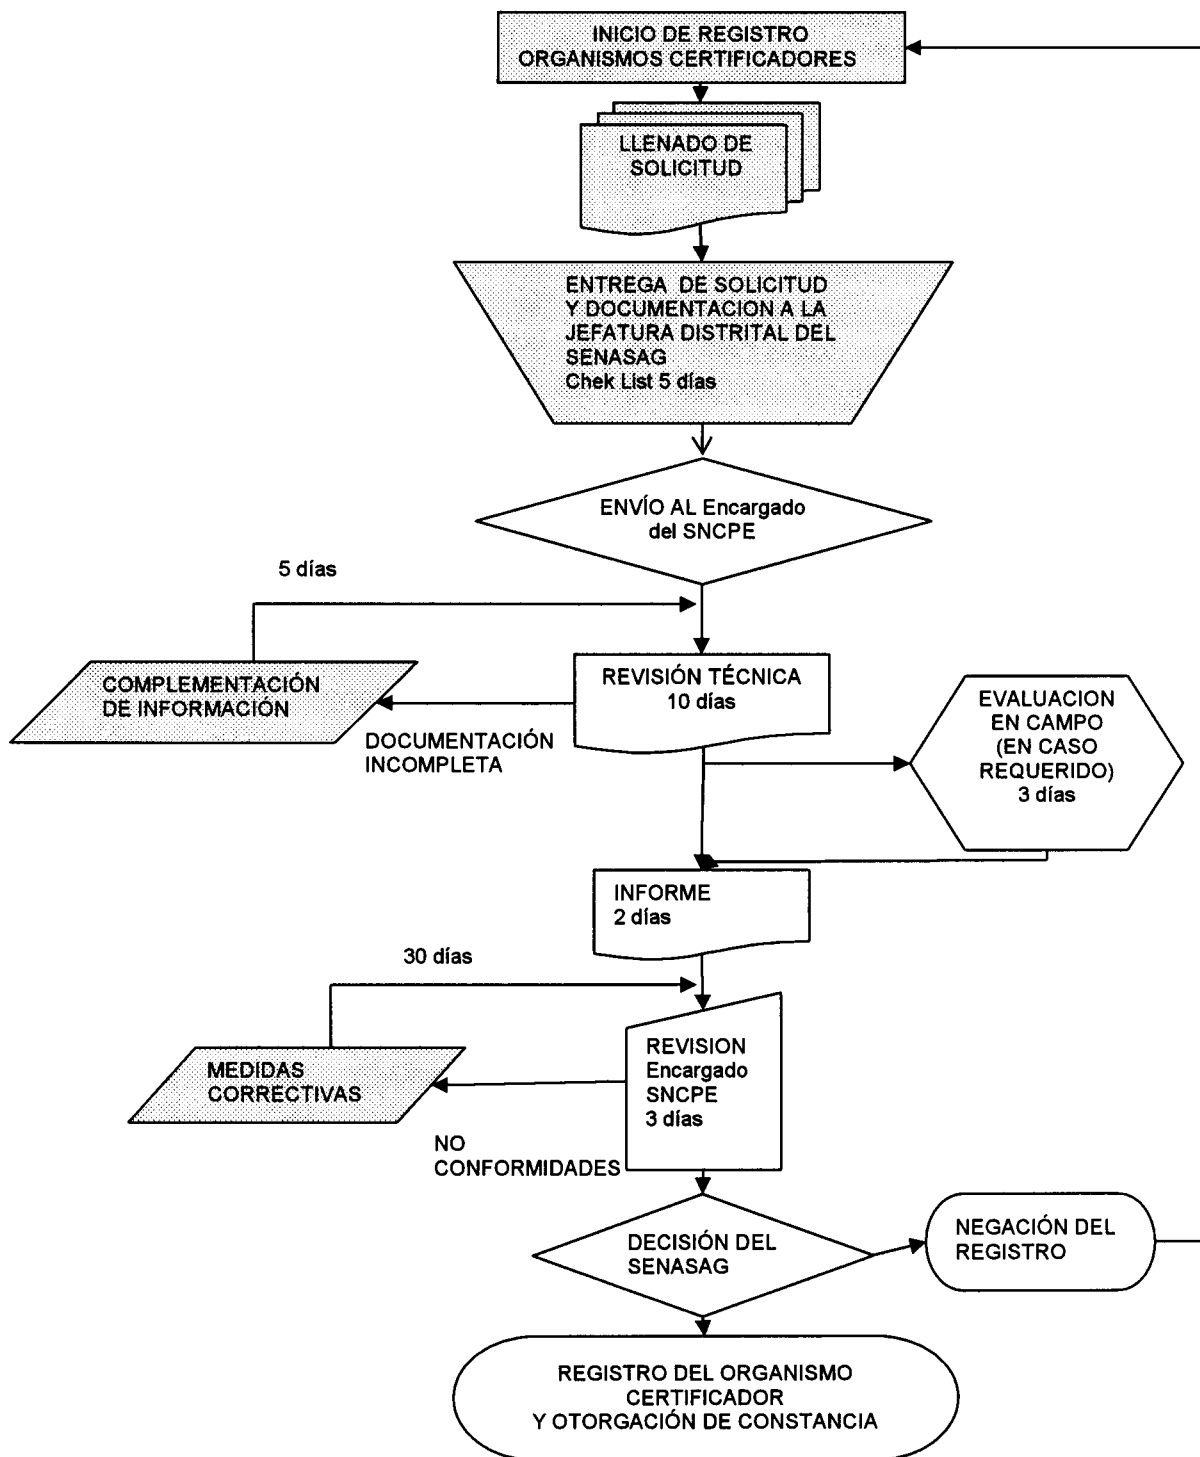 INICIO DE REGISTRO
ORGANISMOS CERTIFICADORES
LLENADO DE
SOLICITUD
ENTREGA DE SOLICITUD
Y DOCUMENTACION A LA
JEFATURA DISTRITAL DEL
SENASAG
Chek List 5 días
ENVÍO AL Encargado
del SNCPE
5 días
COMPLEMENTACIÓN
DE INFORMACIÓN
REVISIÓN TÉCNICA
10 días
DOCUMENTACIÓN
INCOMPLETA
EVALUACION
EN CAMPO
(EN CASO
REQUERIDO)
3 días
INFORME
2 días
30 días
MEDIDAS
CORRECTIVAS
REVISION
Encargado
SNCPE
3 días
NO
CONFORMIDADES
DECISIÓN DEL
SENASAG
NEGACIÓN DEL
REGISTRO
REGISTRO DEL ORGANISMO
CERTIFICADOR
Y OTORGACIÓN DE CONSTANCIA